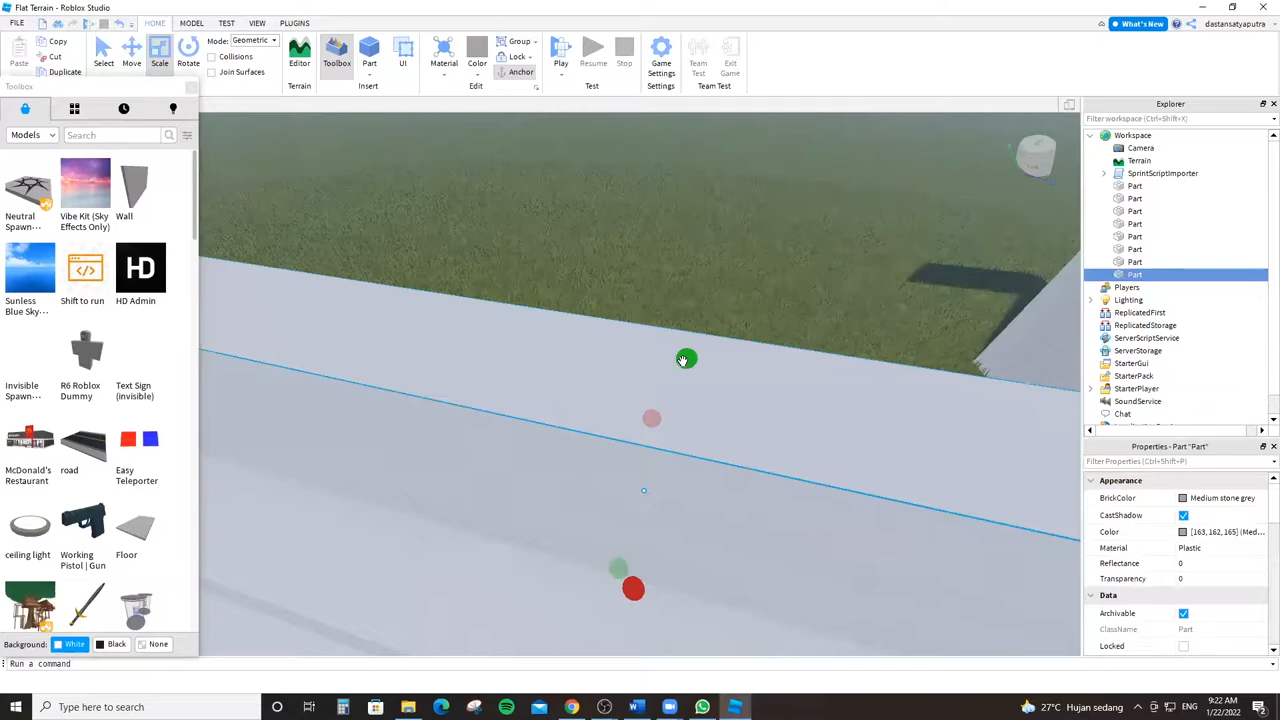 Flat Terrain - Roblox Studio
FILE HOME MODEL TEST VIEW PLUGINS What's New dastansatyaputra
Paste Copy Cut Duplicate Select Move Scale Rotate Mode: Geometric Collisions Join Surfaces Editor Toolbox Part UI Material Color Group Lock Anchor Play Resume Stop Game Settings Team Test Exit Game
Terrain Insert Edit Test Settings Team Test
Toolbox
Models Search
Neutral Spawn... Vibe Kit (Sky Effects Only) Wall
Sunless Blue Sky... Shift to run HD Admin
HD
Invisible Spawn... R6 Roblox Dummy Text Sign (invisible)
McDonald's Restaurant road Easy Teleporter
ceiling light Working Pistol | Gun Floor
Background: White Black None
Run a command
Explorer
Filter workspace (Ctrl+Shift+X)
Workspace
Camera
Terrain
SprintScriptImporter
Part
Part
Part
Part
Part
Part
Part
Part
Players
Lighting
ReplicatedFirst
ReplicatedStorage
ServerScriptService
ServerStorage
StarterGui
StarterPack
StarterPlayer
SoundService
Chat
Properties - Part "Part"
Filter Properties (Ctrl+Shift+P)
Appearance
BrickColor Medium stone grey
CastShadow
Color [163, 162, 165] (Med...
Material Plastic
Reflectance 0
Transparency 0
Data
Archivable
ClassName Part
Locked
Type here to search
27°C Hujan sedang ENG 9:22 AM
1/22/2022 2